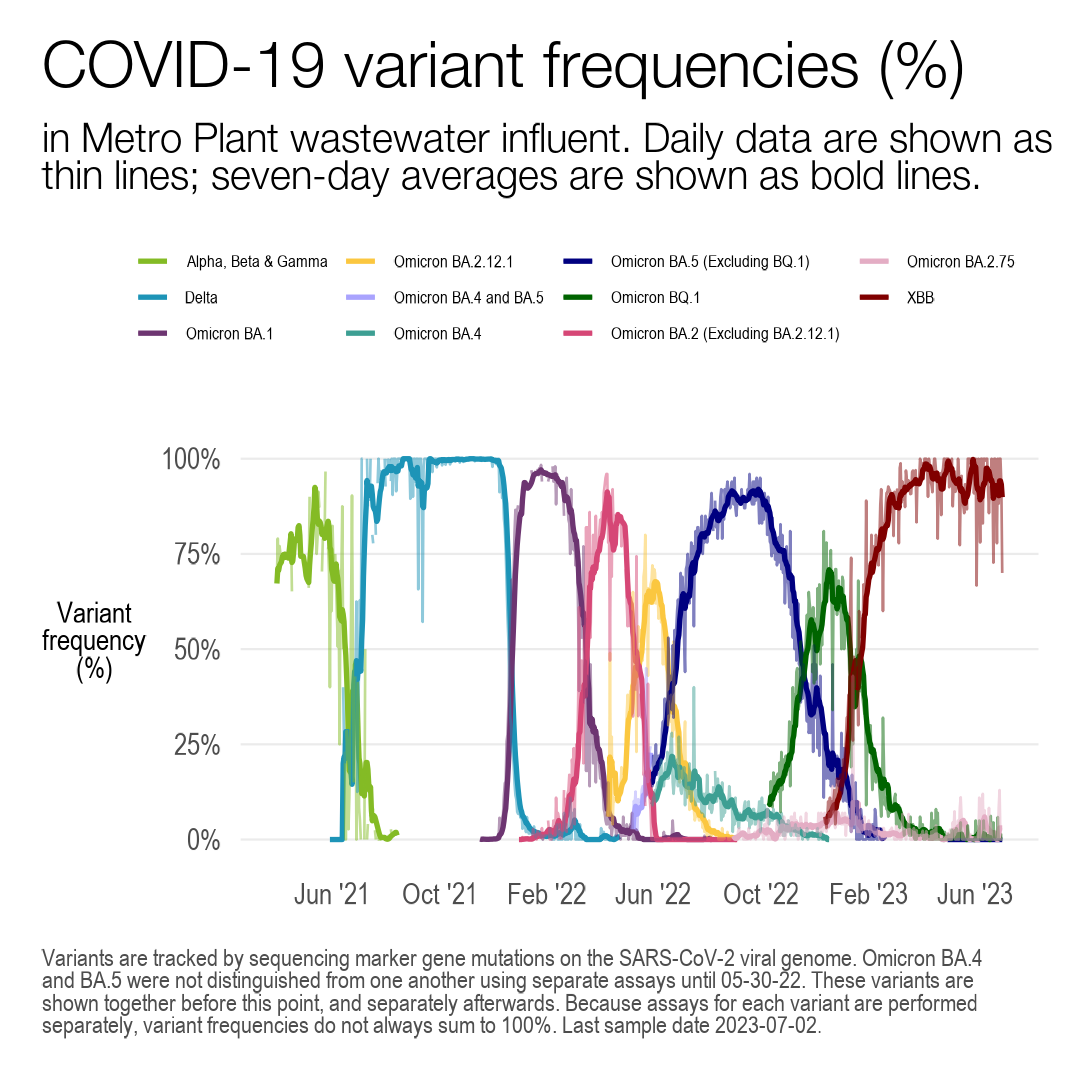 COVID-19 variant frequencies (%)
in Metro Plant wastewater influent. Daily data are shown as
thin lines; seven-day averages are shown as bold lines.
Alpha, Beta & Gamma
Omicron BA.2.12.1
Omicron BA.5 (Excluding BQ.1)
Omicron BA.2.75
Delta
Omicron BA.4 and BA.5
Omicron BQ.1
XBB
Omicron BA.1
Omicron BA.4
Omicron BA.2 (Excluding BA.2.12.1)
100%
75%
Variant
frequency
(%)
50%
25%
0%
Jun '21
Oct '21
Feb '22
Jun '22
Oct '22
Feb '23
Jun '23
Variants are tracked by sequencing marker gene mutations on the SARS-CoV-2 viral genome. Omicron BA.4
and BA.5 were not distinguished from one another using separate assays until 05-30-22. These variants are
shown together before this point, and separately afterwards. Because assays for each variant are performed
separately, variant frequencies do not always sum to 100%. Last sample date 2023-07-02.